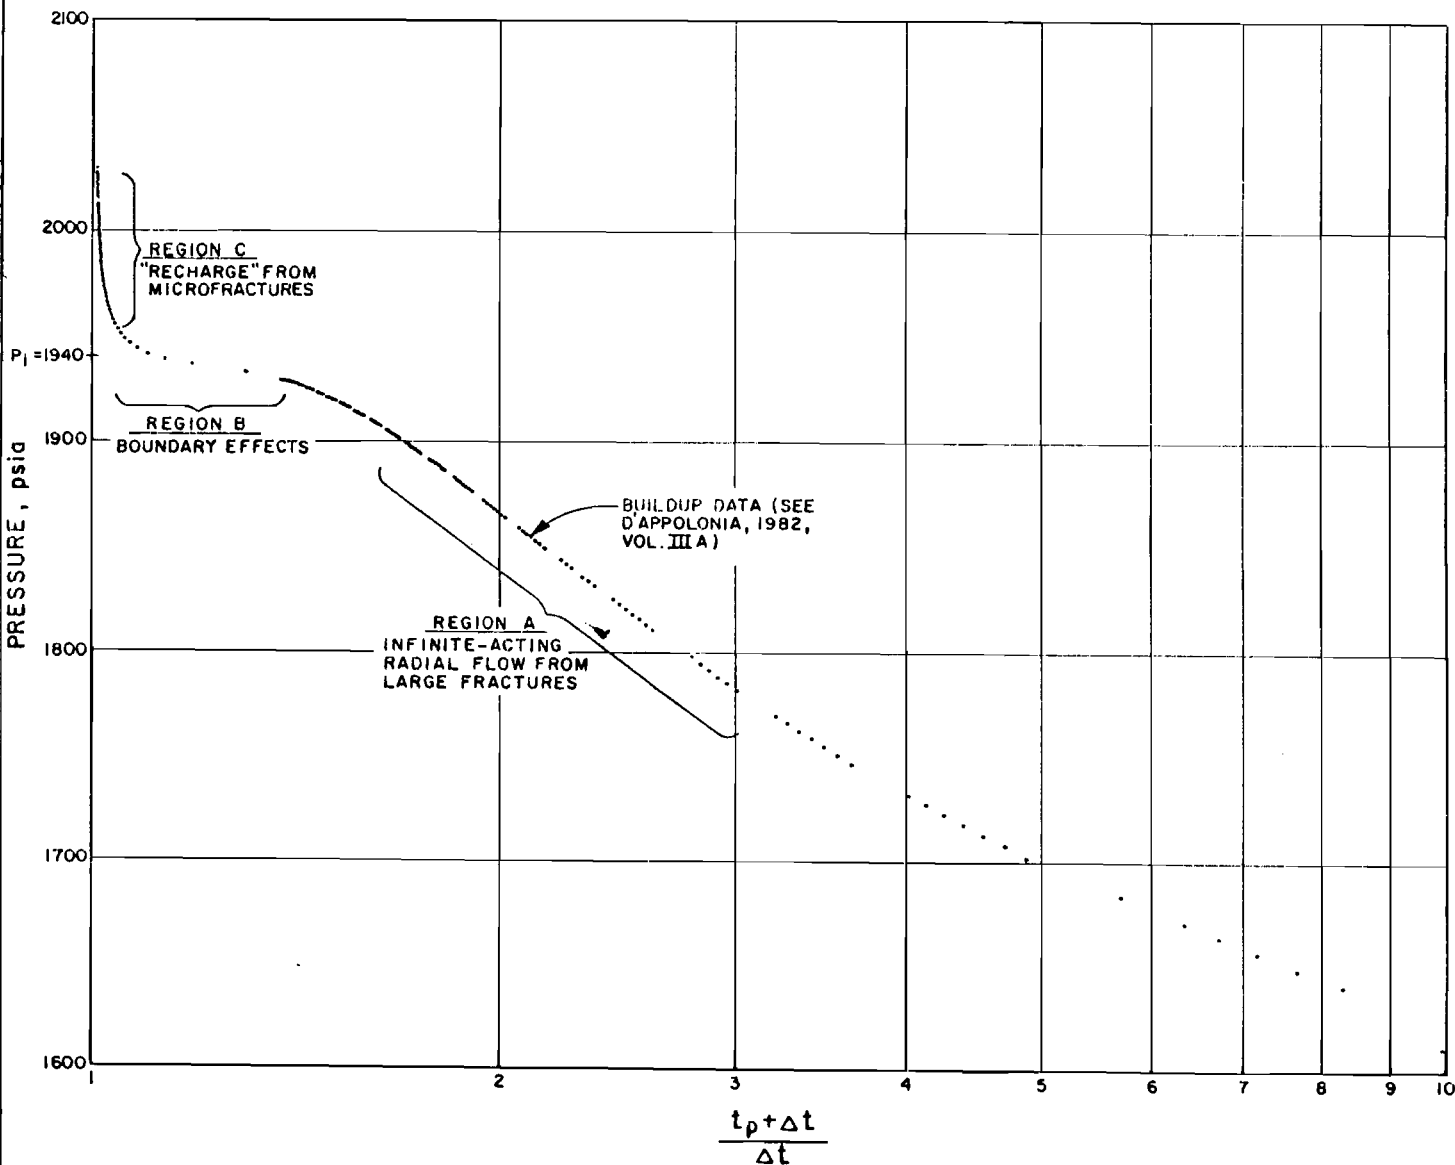 2100
2000
P₁ =1940
1900
1800
1700
1600
PRESSURE, psia
REGION C
"RECHARGE" FROM
MICROFRACTURES
REGION B
BOUNDARY EFFECTS
BUILDUP DATA (SEE
D'APPOLONIA, 1982,
VOL. III A)
REGION A
INFINITE-ACTING
RADIAL FLOW FROM
LARGE FRACTURES
1 2 3 4 5 6 7 8 9 10
tp + Δt
Δt